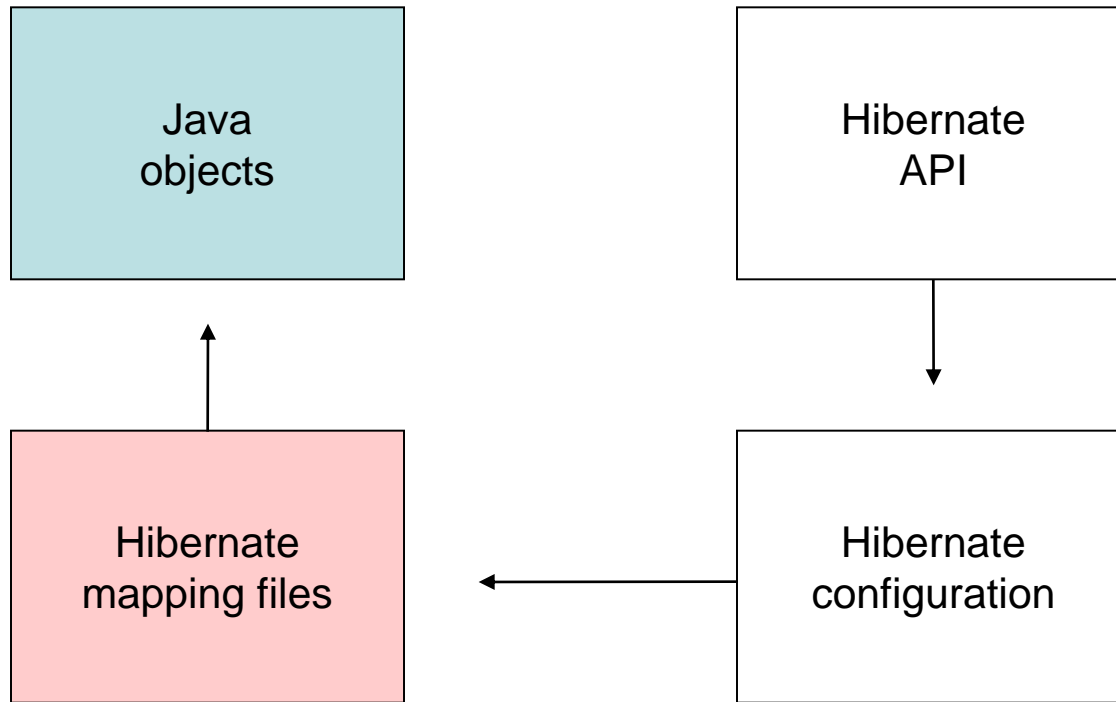 Java
objects
Hibernate
API
Hibernate
mapping files
Hibernate
configuration